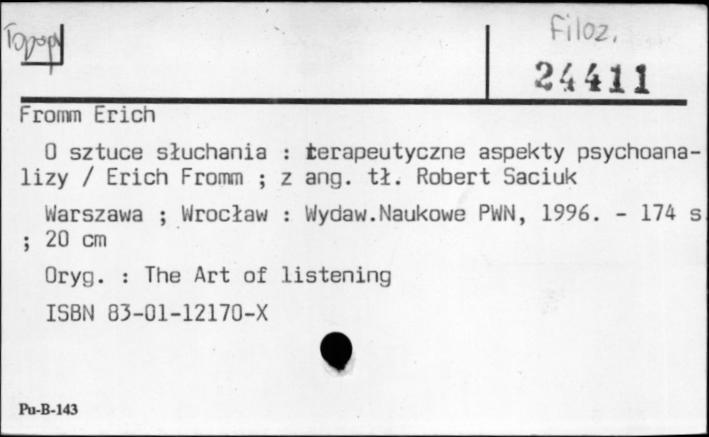 Filoz.
24411
Fromm Erich
O sztuce słuchania : terapeutyczne aspekty psychoana-
lizy / Erich Fromm ; z ang. tł. Robert Saciuk
Warszawa ; Wrocław : Wydaw.Naukowe PWN, 1996. - 174 s.
; 20 cm
Oryg. : The Art of listening
ISBN 83-01-12170-X
Pu-B-143